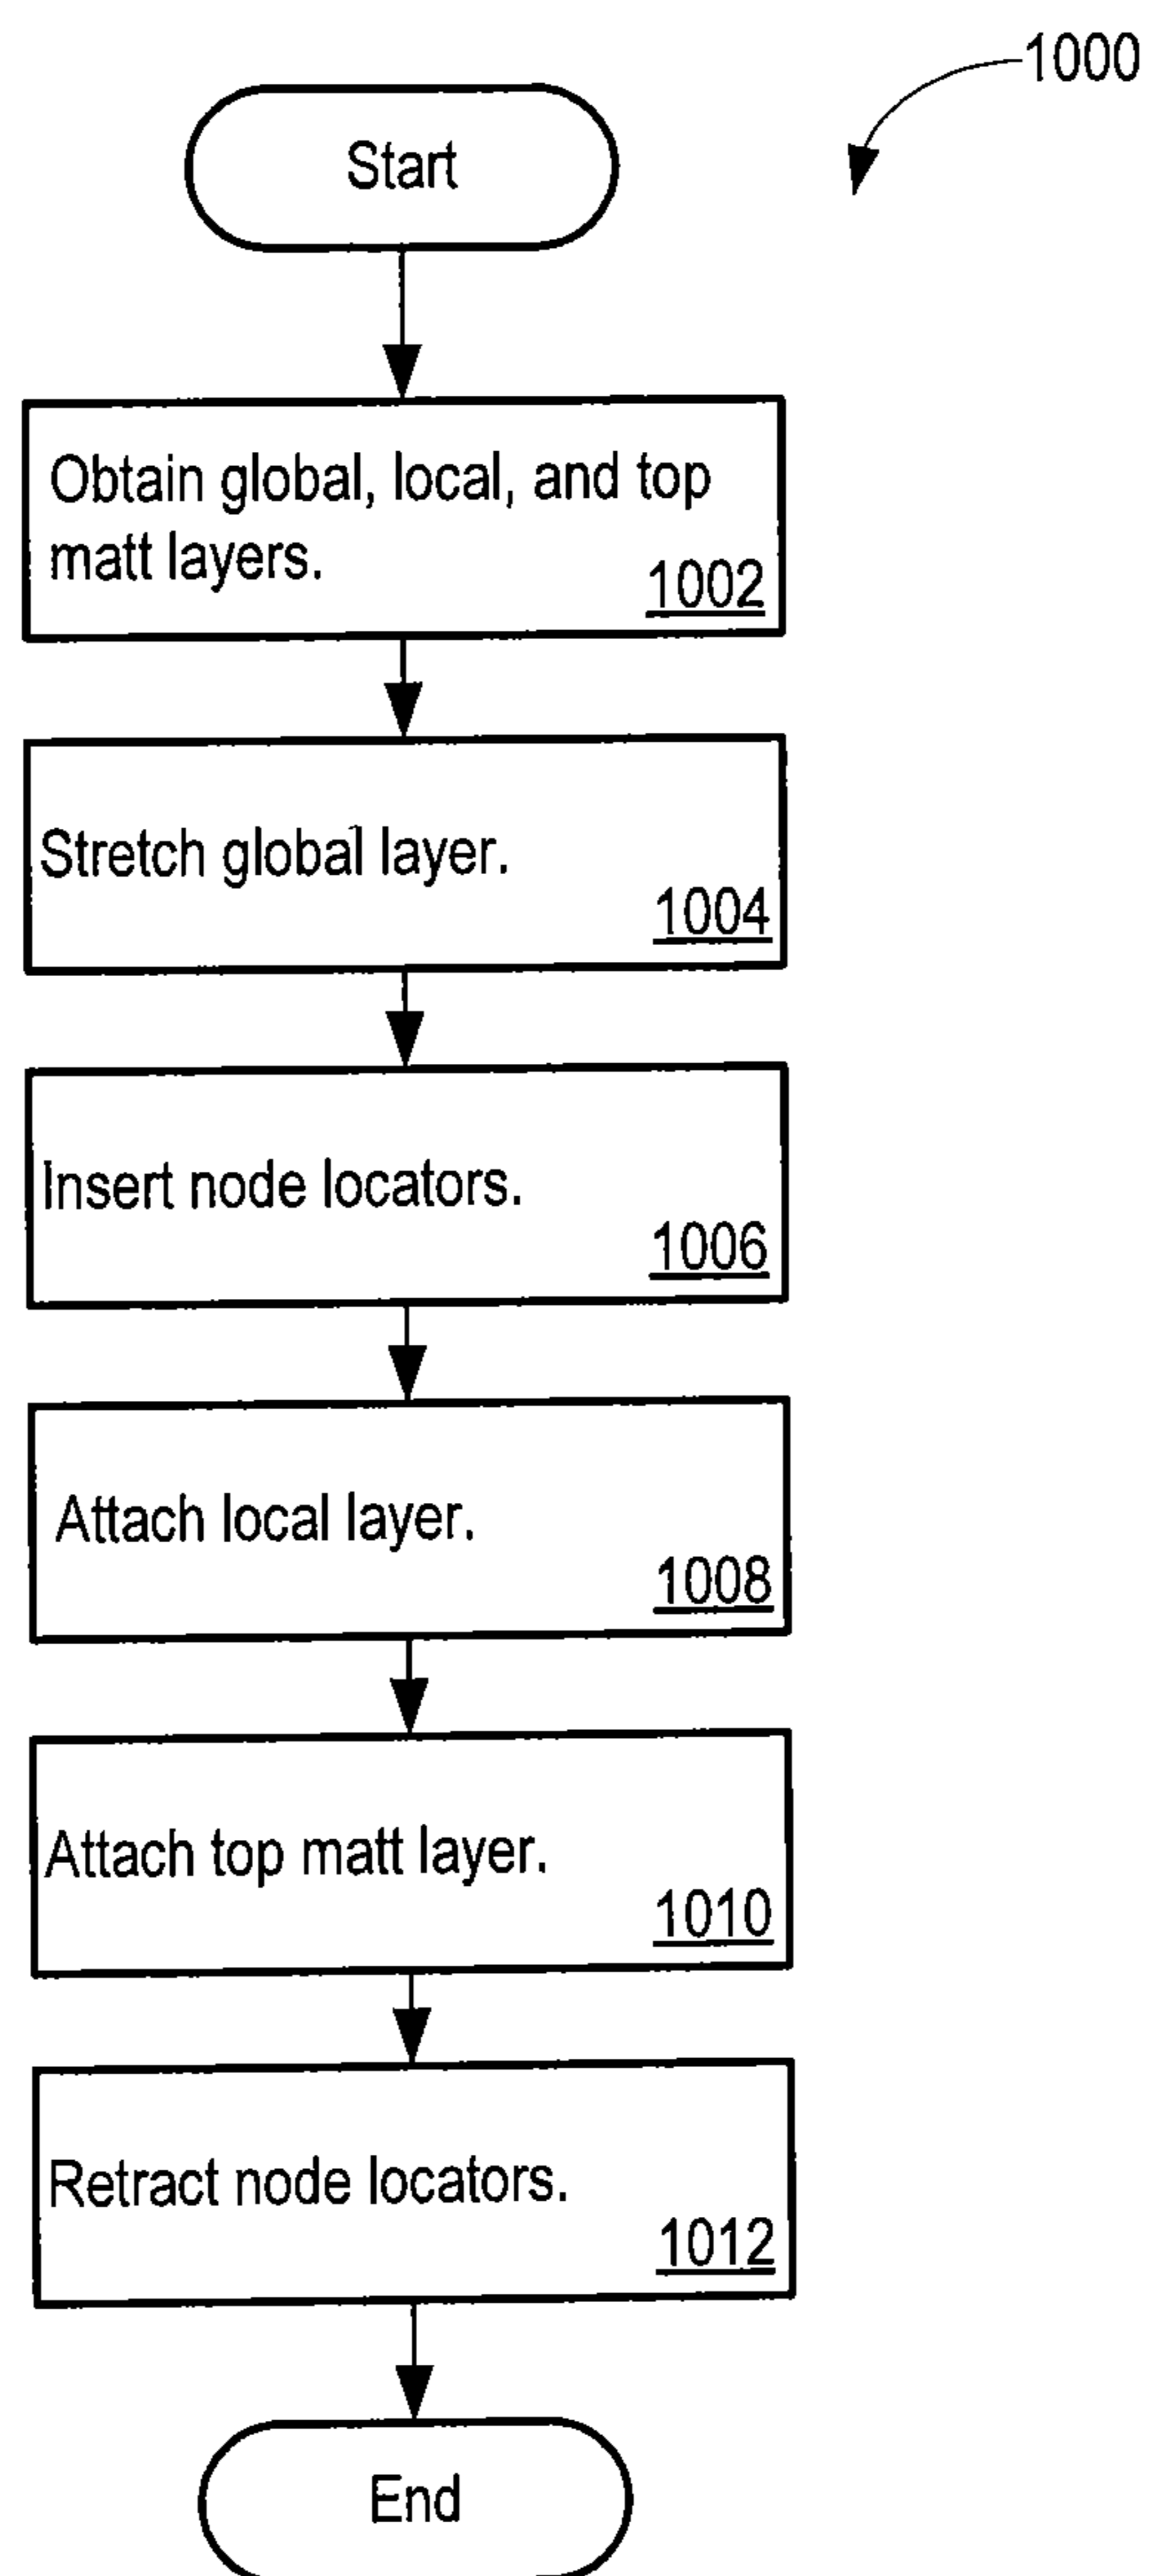 1000
Start
Obtain global, local, and top
matt layers.
1002
Stretch global layer.
1004
Insert node locators.
1006
Attach local layer.
1008
Attach top matt layer.
1010
Retract node locators.
1012
End